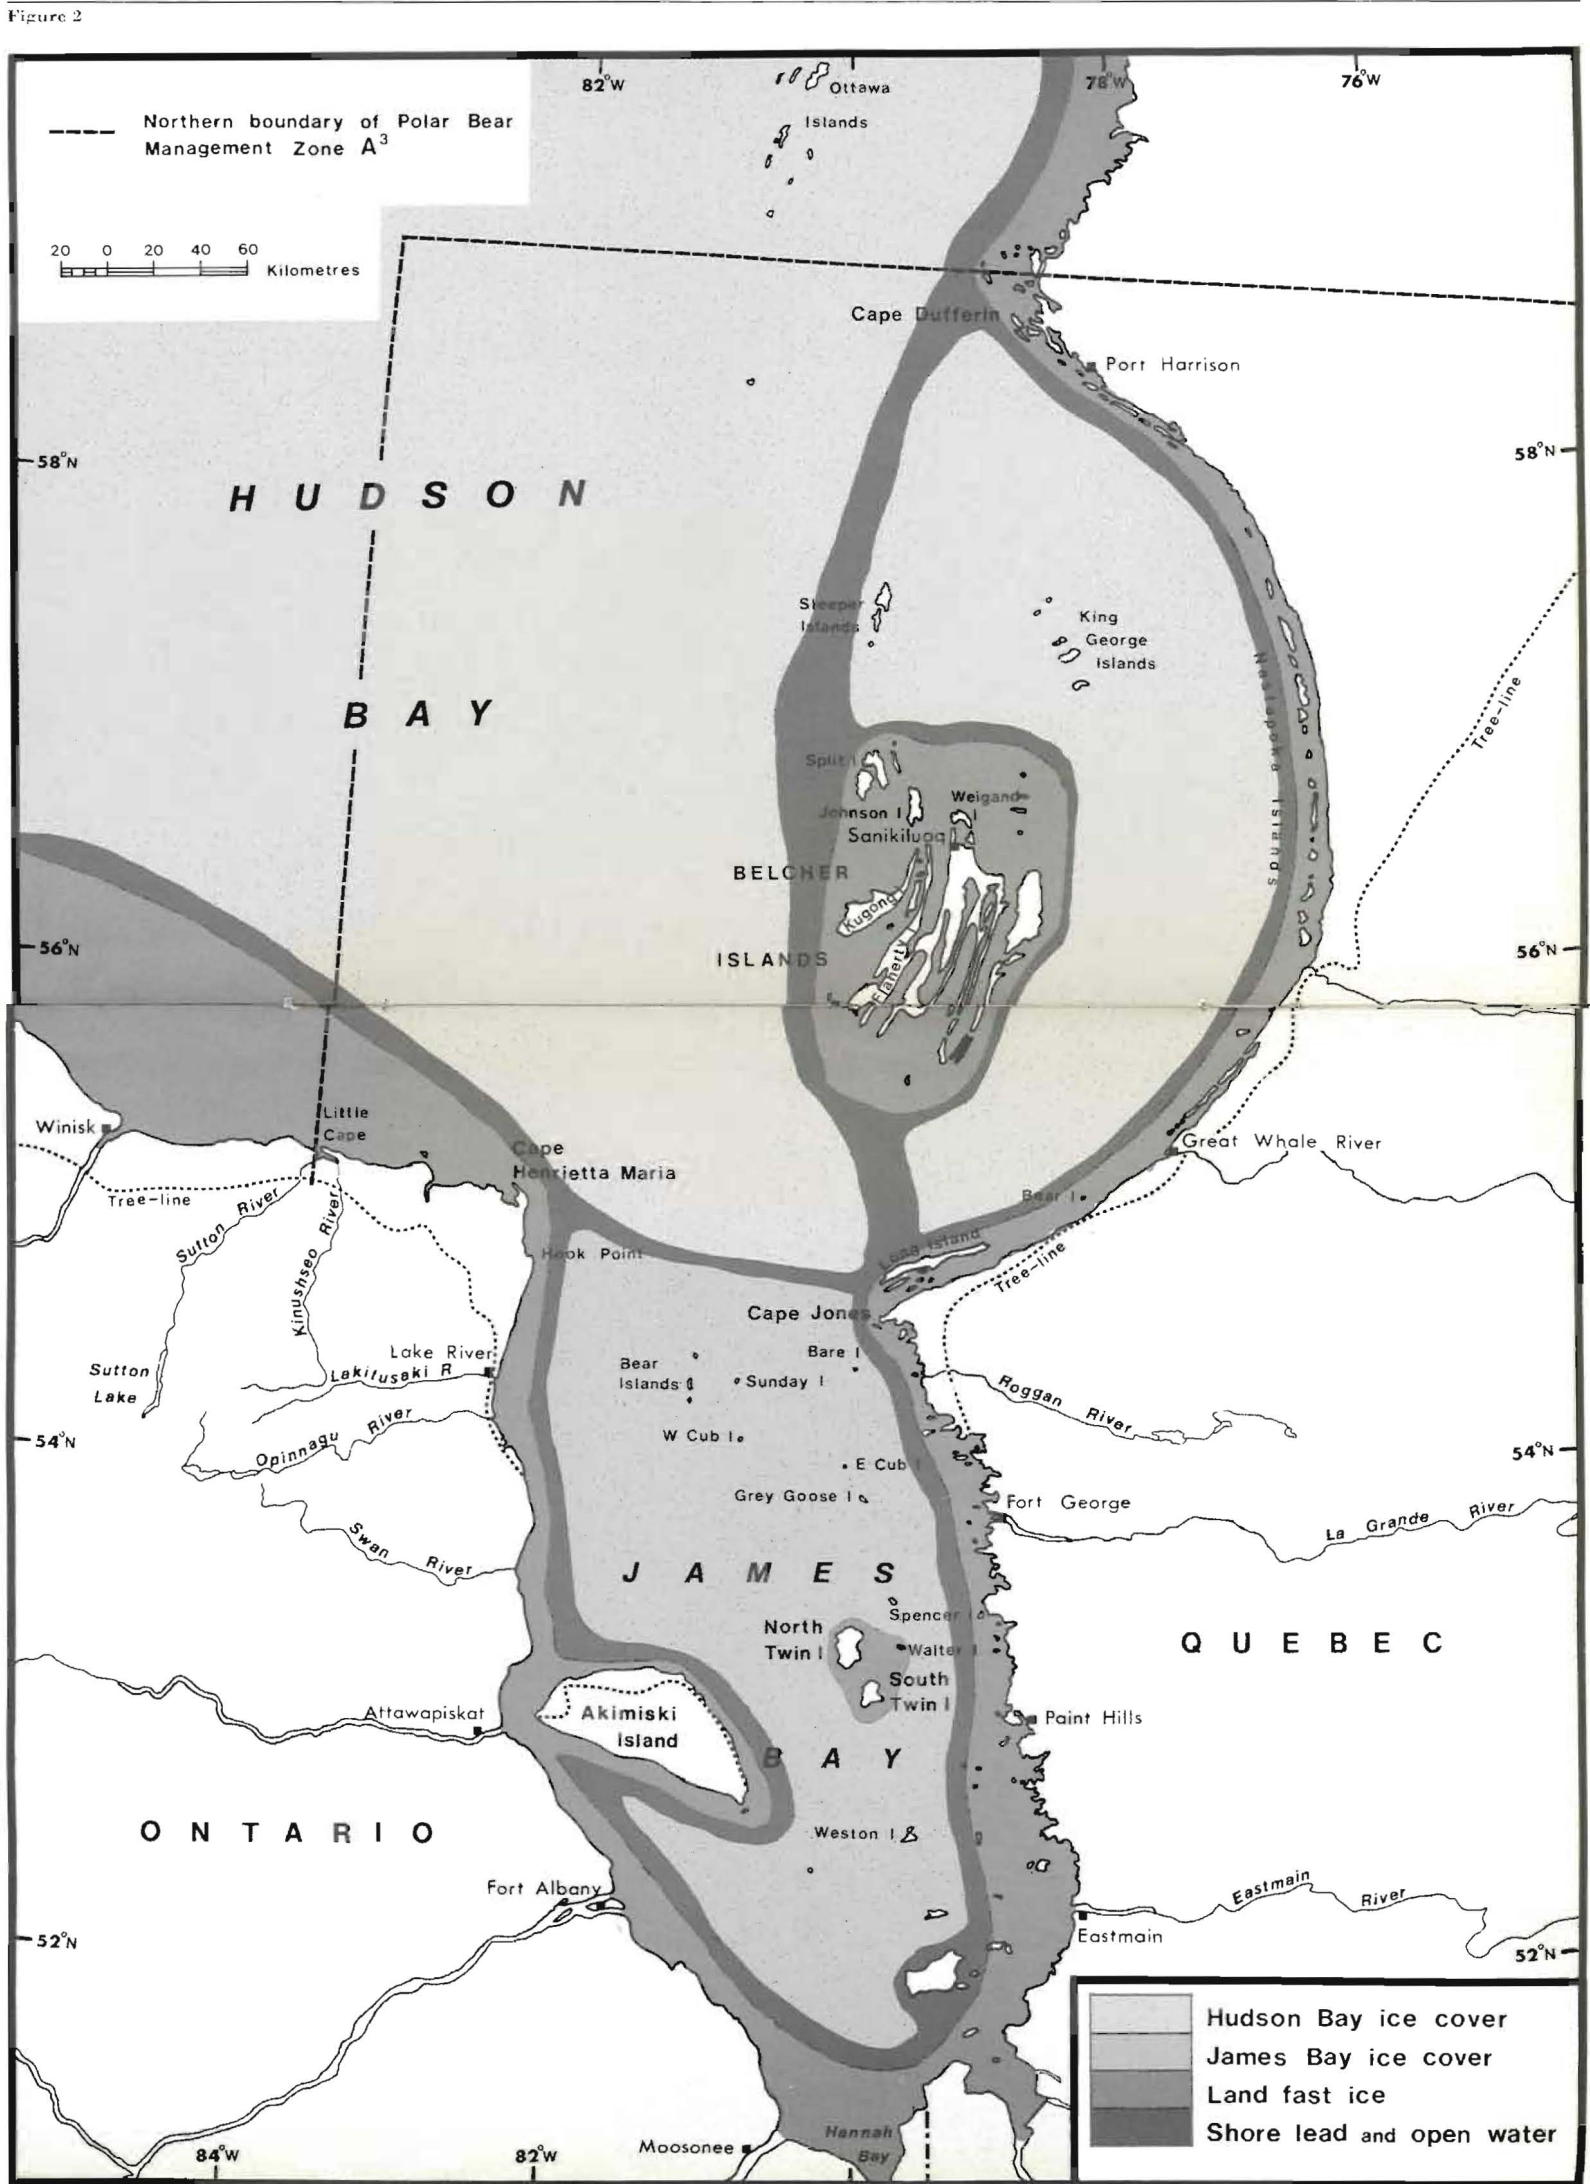 Figure 2
82°W
78°W
76°W
Ottawa
Islands
Northern boundary of Polar Bear
Management Zone A³
20 0 20 40 60
Kilometres
Cape Dufferin
Port Harrison
58°N
58°N
HUDSON
Sleeper
Islands
King
George
Islands
Nastapoka Islands
Tree-line
BAY
Split I
Johnson I
Weigand
I
Sanikiluaq
BELCHER
Kugong
Flaherty
ISLANDS
56°N
56°N
Winisk
Little
Cape
Cape
Henrietta Maria
Great Whale River
Tree-line
Sutton River
Kinushseo River
Bear I
Hook Point
Long Island
Tree-line
Cape Jones
Lake River
Bare I
Sutton
Lake
Lakitusaki R
Bear
Islands
Sunday I
Roggan River
Opinnagu River
W Cub I
54°N
54°N
E Cub I
Grey Goose I
Fort George
La Grande River
Swan River
JAMES
Spencer I
North
Twin I
Walter I
QUEBEC
South
Twin I
Attawapiskat
Akimiski
Island
Paint Hills
BAY
ONTARIO
Weston I
Fort Albany
Eastmain River
Eastmain
52°N
52°N
Hudson Bay ice cover
James Bay ice cover
Land fast ice
Shore lead and open water
84°W
82°W
Moosonee
Hannah
Bay